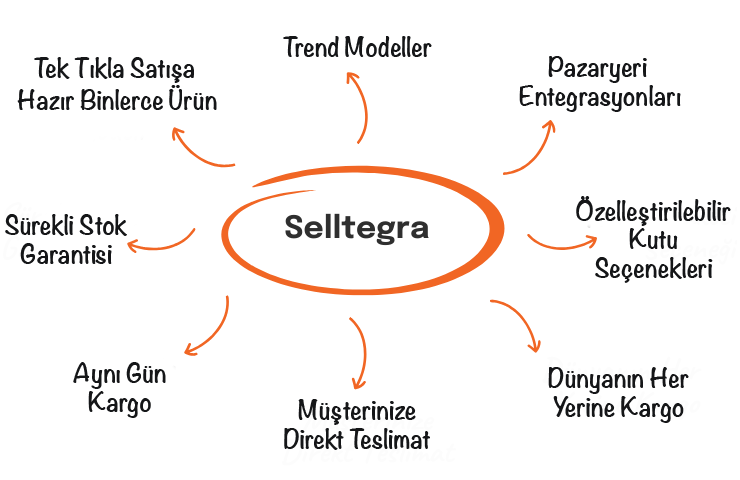 Trend Modeller
Tek Tıkla Satışa
Hazır Binlerce Ürün
Pazaryeri
Entegrasyonları
Sürekli Stok
Garantisi
Selltegra
Özelleştirilebilir
Kutu
Seçenekleri
Aynı Gün
Kargo
Müşterinize
Direkt Teslimat
Dünyanın Her
Yerine Kargo